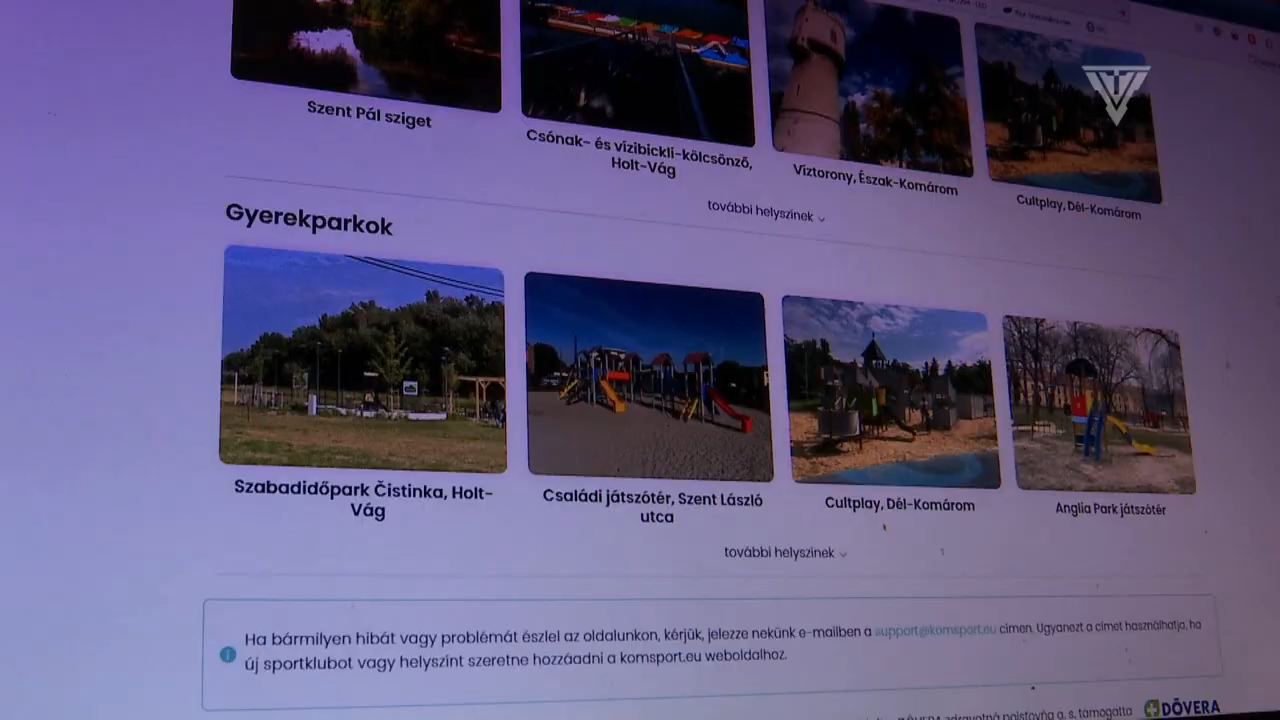 Szent Pál sziget
Csónak- és vízibickli-kölcsönző,
Holt-Vág
Víztorony, Észak-Komárom
Cultplay, Dél-Komárom
további helyszínek
Gyerekparkok
Szabadidőpark Čistinka, Holt-
Vág
Családi játszótér, Szent László
utca
Cultplay, Dél-Komárom
Anglia Park játszótér
további helyszínek
Ha bármilyen hibát vagy problémát észlel az oldalunkon, kérjük, jelezze nekünk e-mailben a support@komsport.eu címen. Ugyanezt a címet használhatja, ha
új sportklubot vagy helyszínt szeretne hozzáadni a komsport.eu weboldalhoz.
a. s. támogatta
DÔVERA